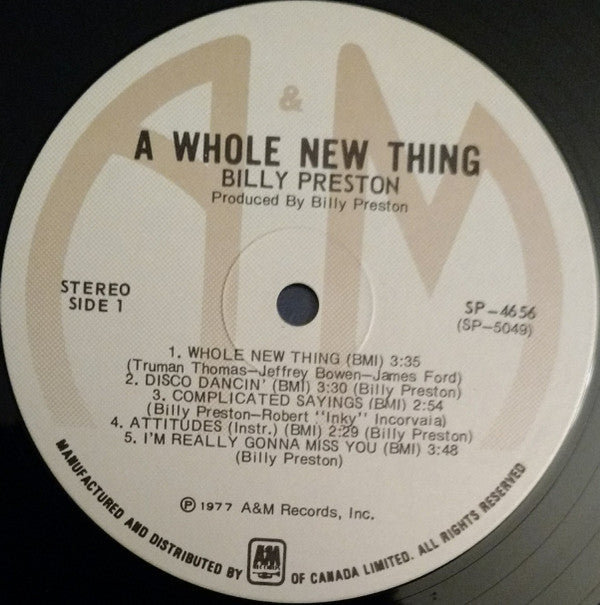 &
A WHOLE NEW THING
BILLY PRESTON
Produced By Billy Preston
STEREO
SIDE 1
SP-4656
(SP-5049)
1. WHOLE NEW THING (BMI) 3:35
(Truman Thomas-Jeffrey Bowen-James Ford)
2. DISCO DANCIN' (BMI) 3:30 (Billy Preston)
3. COMPLICATED SAYINGS (BMI) 2:54
(Billy Preston-Robert "Inky" Incorvaia)
4. ATTITUDES (Instr.) (BMI) 2:29 (Billy Preston)
5. I'M REALLY GONNA MISS YOU (BMI) 3:48
(Billy Preston)
℗ 1977 A&M Records, Inc.
MANUFACTURED AND DISTRIBUTED BY A&M OF CANADA LIMITED. ALL RIGHTS RESERVED